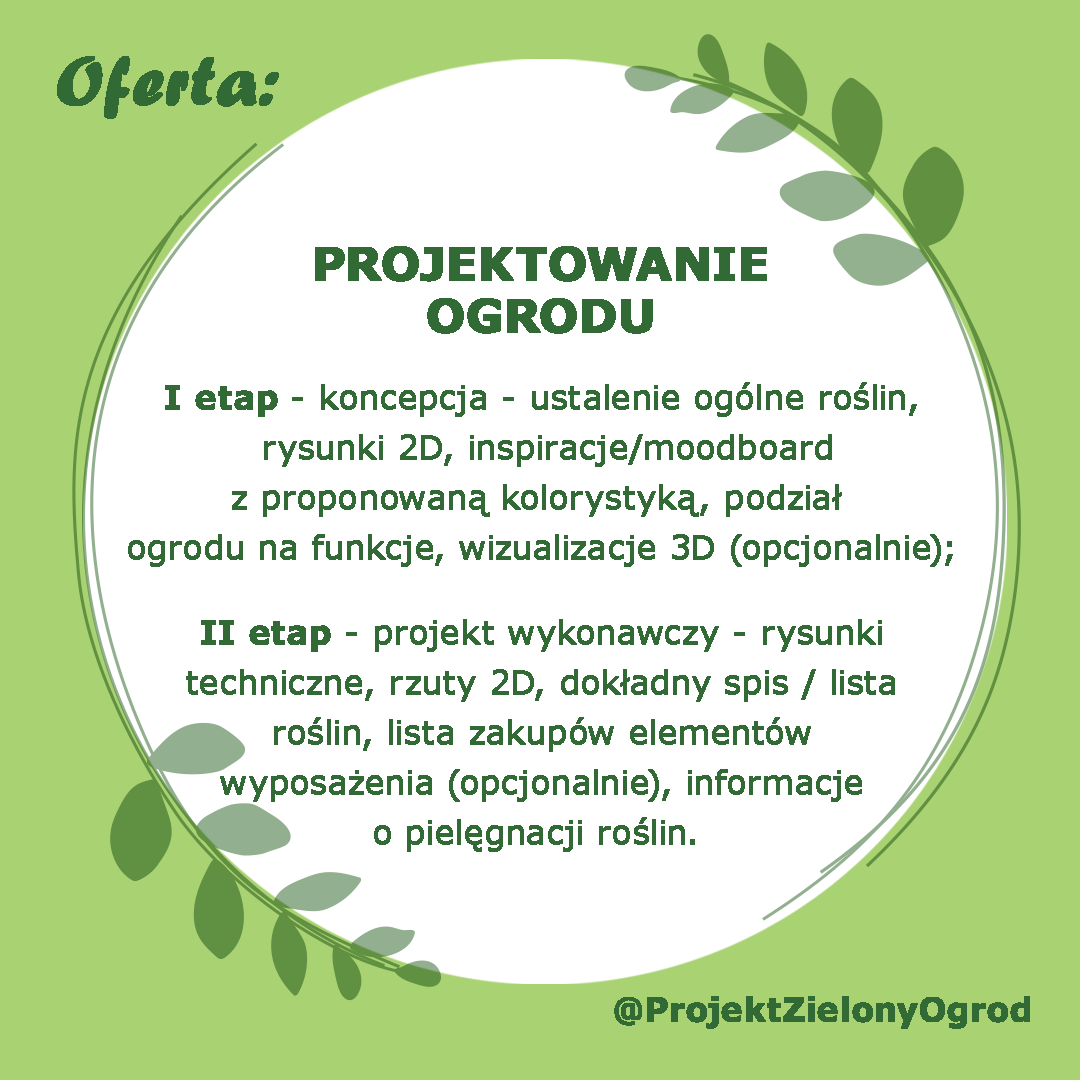 Oferta:
PROJEKTOWANIE
OGRODU
I etap - koncepcja - ustalenie ogólne roślin,
rysunki 2D, inspiracje/moodboard
z proponowaną kolorystyką, podział
ogrodu na funkcje, wizualizacje 3D (opcjonalnie);
II etap - projekt wykonawczy - rysunki
techniczne, rzuty 2D, dokładny spis / lista
roślin, lista zakupów elementów
wyposażenia (opcjonalnie), informacje
o pielęgnacji roślin.
@ProjektZielonyOgrod